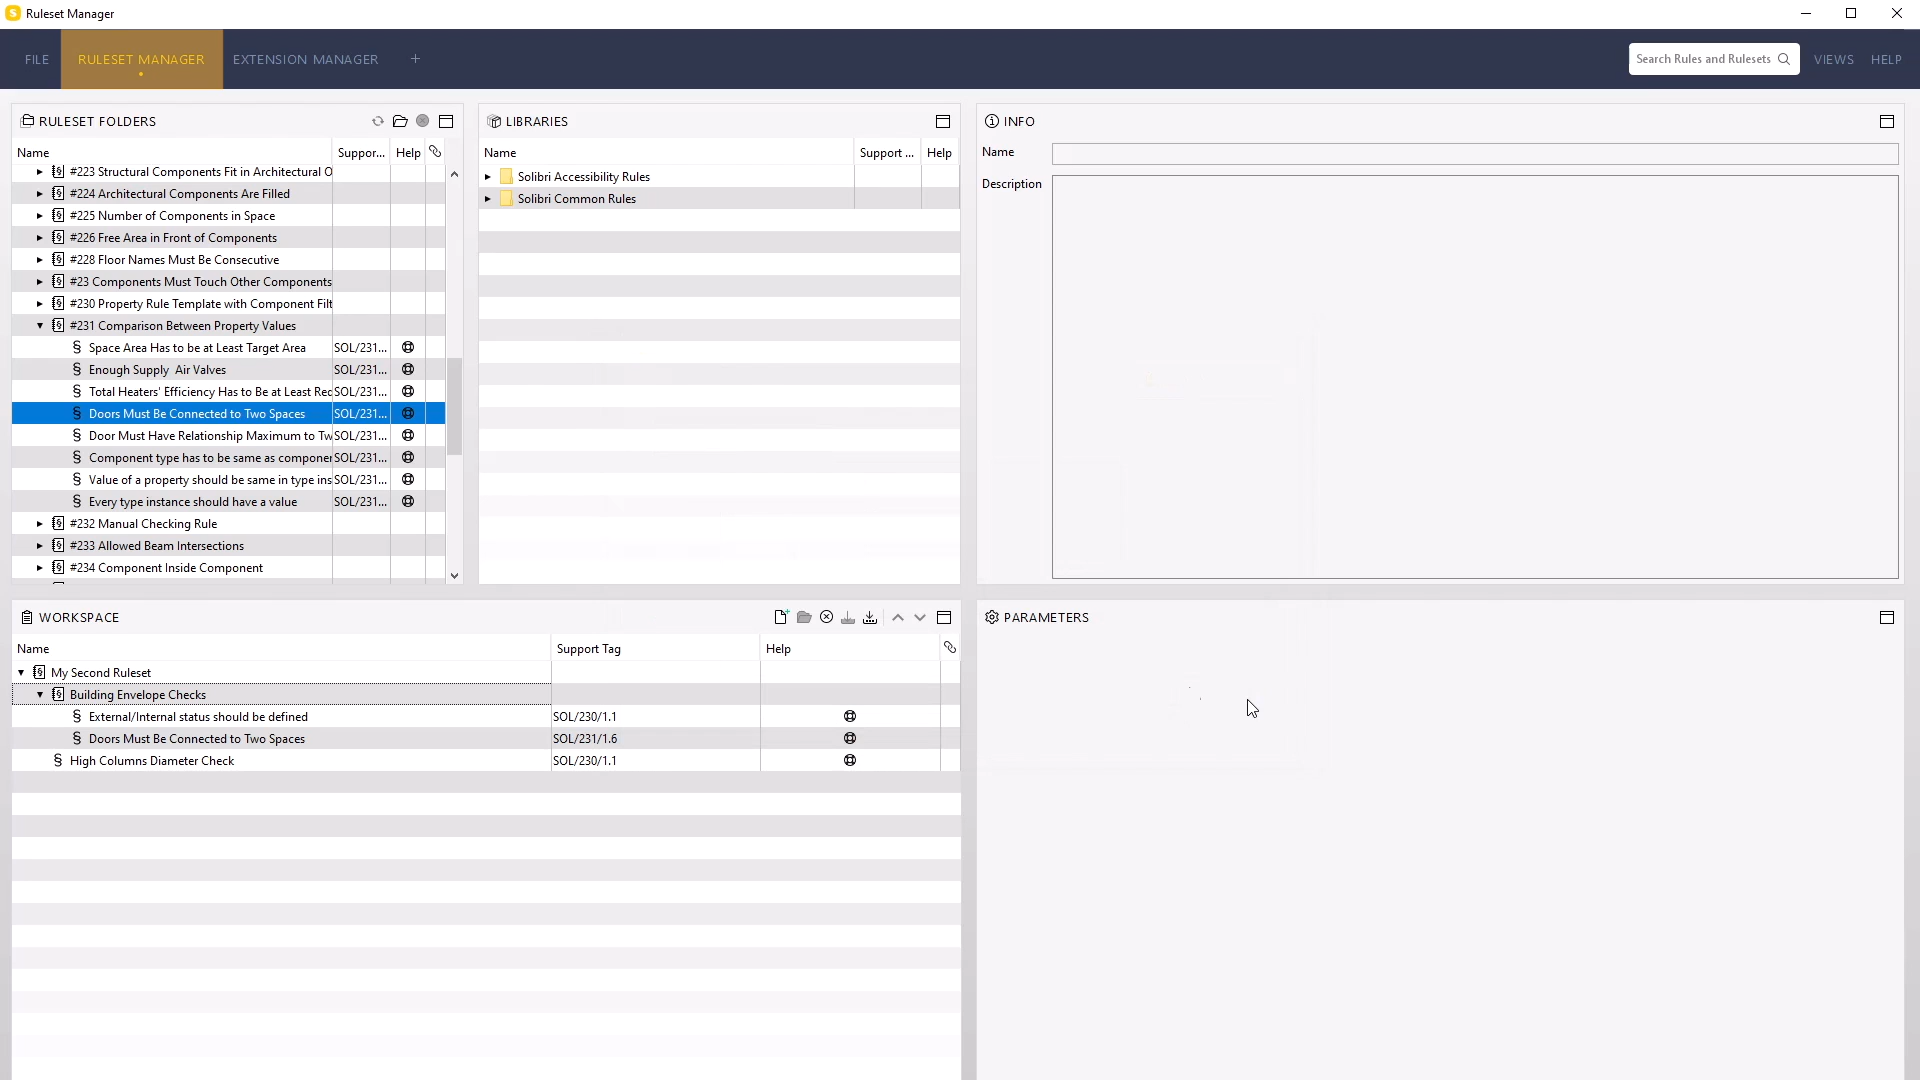 Ruleset Manager
FILE
RULESET MANAGER
EXTENSION MANAGER
+
Search Rules and Rulesets
VIEWS
HELP
RULESET FOLDERS
Name Suppor... Help
#223 Structural Components Fit in Architectural O
#224 Architectural Components Are Filled
#225 Number of Components in Space
#226 Free Area in Front of Components
#228 Floor Names Must Be Consecutive
#23 Components Must Touch Other Components
#230 Property Rule Template with Component Filt
#231 Comparison Between Property Values
§ Space Area Has to be at Least Target Area SOL/231...
§ Enough Supply  Air Valves SOL/231...
§ Total Heaters' Efficiency Has to Be at Least Rec SOL/231...
§ Doors Must Be Connected to Two Spaces SOL/231...
§ Door Must Have Relationship Maximum to Tw SOL/231...
§ Component type has to be same as componer SOL/231...
§ Value of a property should be same in type ins SOL/231...
§ Every type instance should have a value SOL/231...
#232 Manual Checking Rule
#233 Allowed Beam Intersections
#234 Component Inside Component
LIBRARIES
Name Support ... Help
Solibri Accessibility Rules
Solibri Common Rules
INFO
Name
Description
WORKSPACE
Name Support Tag Help
My Second Ruleset
Building Envelope Checks
§ External/Internal status should be defined SOL/230/1.1
§ Doors Must Be Connected to Two Spaces SOL/231/1.6
§ High Columns Diameter Check SOL/230/1.1
PARAMETERS